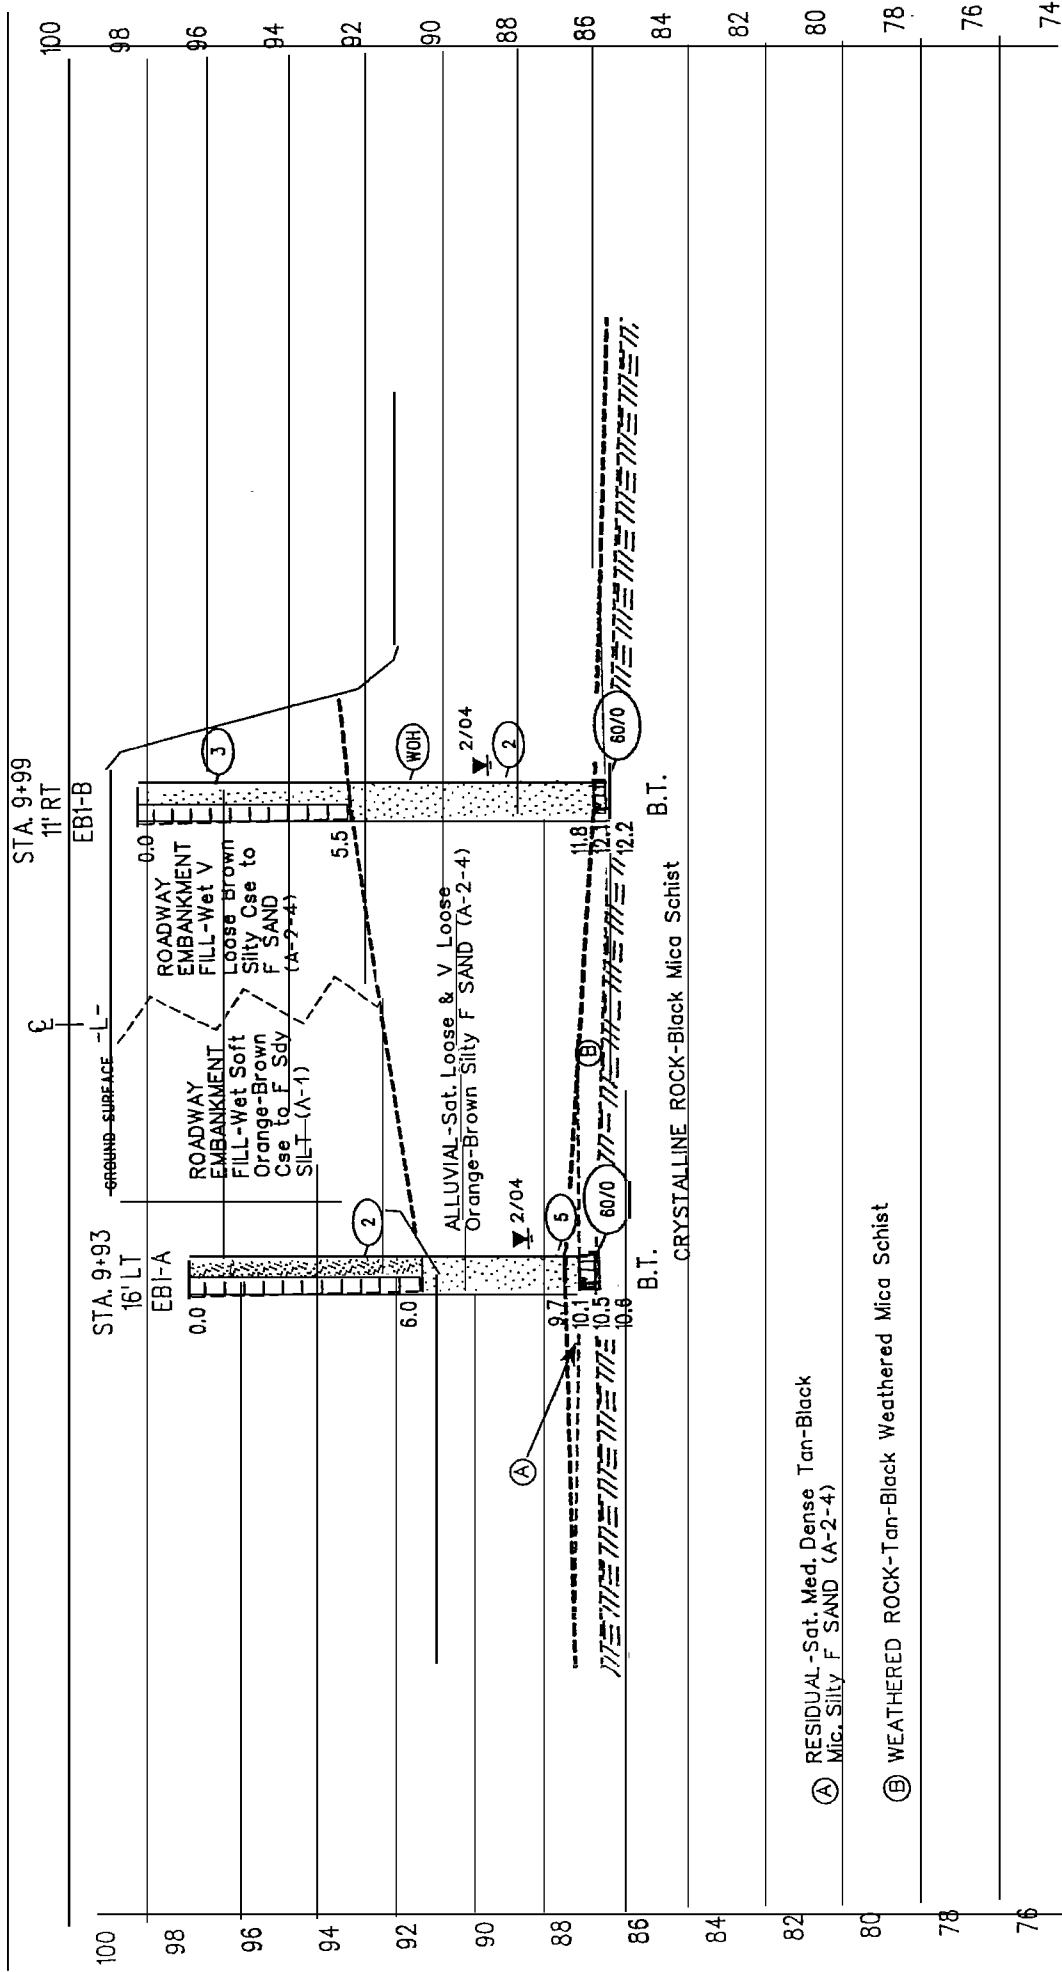 STA. 9+93
16' LT
EB1-A
℄
-L-
STA. 9+99
11' RT
EB1-B
GROUND SURFACE
100
98
96
94
92
90
88
86
84
82
80
78
76
100
98
96
94
92
90
88
86
84
82
80
78
76
74
0.0
6.0
9.7
10.1
10.5
10.6
2
2/04
5
60/0
B.T.
ROADWAY
EMBANKMENT
FILL-Wet Soft
Orange-Brown
Cse to F Sdy
SILT (A-1)
ROADWAY
EMBANKMENT
FILL-Wet V
Loose Brown
Silty Cse to
F SAND
(A-2-4)
0.0
5.5
11.8
12.1
12.2
3
WOH
2/04
2
60/0
B.T.
ALLUVIAL-Sat. Loose & V Loose
Orange-Brown Silty F SAND (A-2-4)
A
B
CRYSTALLINE ROCK-Black Mica Schist
A RESIDUAL-Sat. Med. Dense Tan-Black
Mic. Silty F SAND (A-2-4)
B WEATHERED ROCK-Tan-Black Weathered Mica Schist